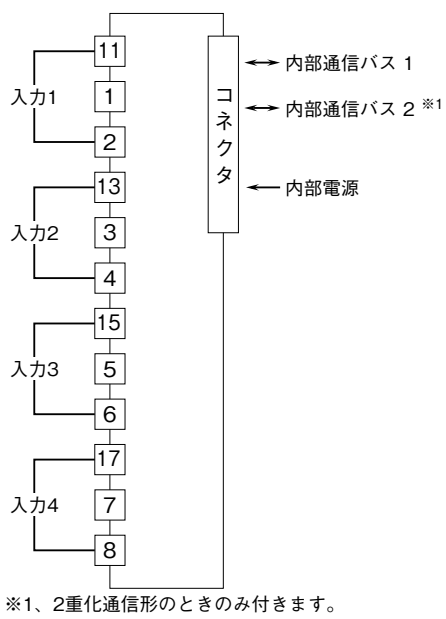 11
入力1
1
2
13
入力2
3
4
15
入力3
5
6
17
入力4
7
8
コネクタ
内部通信バス 1
内部通信バス 2 ※1
内部電源
※1、2重化通信形のときのみ付きます。